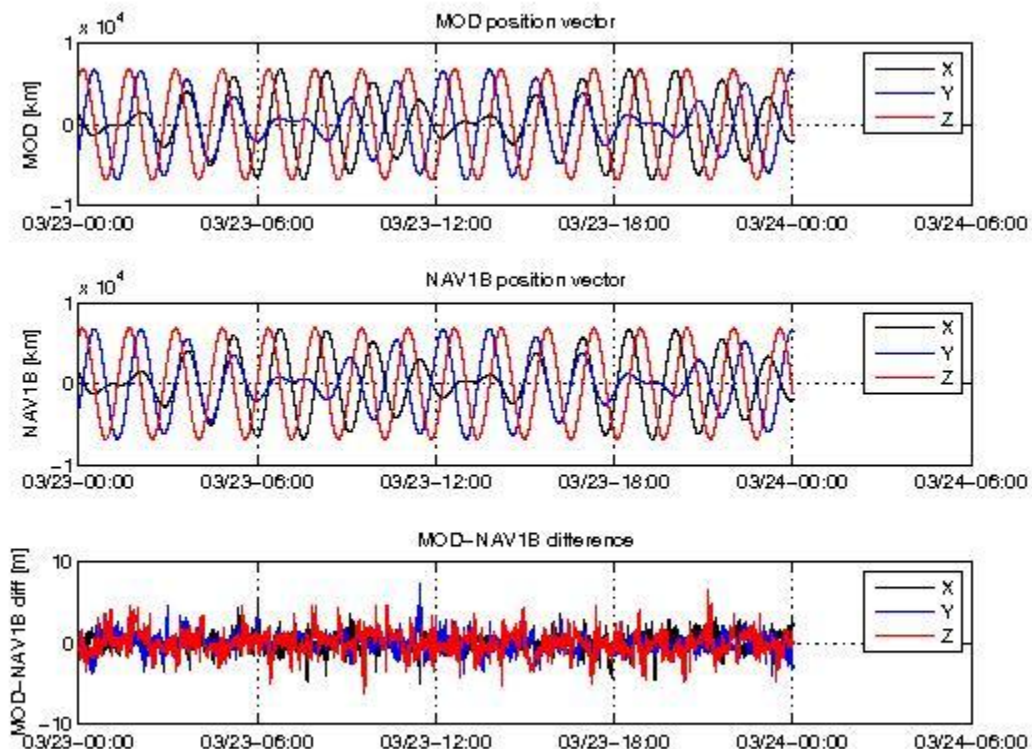 x 10^4
MOD position vector
1
0
−1
MOD [km]
X
Y
Z
03/23−00:00 03/23−06:00 03/23−12:00 03/23−18:00 03/24−00:00 03/24−06:00
x 10^4
NAV1B position vector
1
0
−1
NAV1B [km]
X
Y
Z
03/23−00:00 03/23−06:00 03/23−12:00 03/23−18:00 03/24−00:00 03/24−06:00
MOD−NAV1B difference
10
0
−10
MOD−NAV1B diff [m]
X
Y
Z
03/23−00:00 03/23−06:00 03/23−12:00 03/23−18:00 03/24−00:00 03/24−06:00